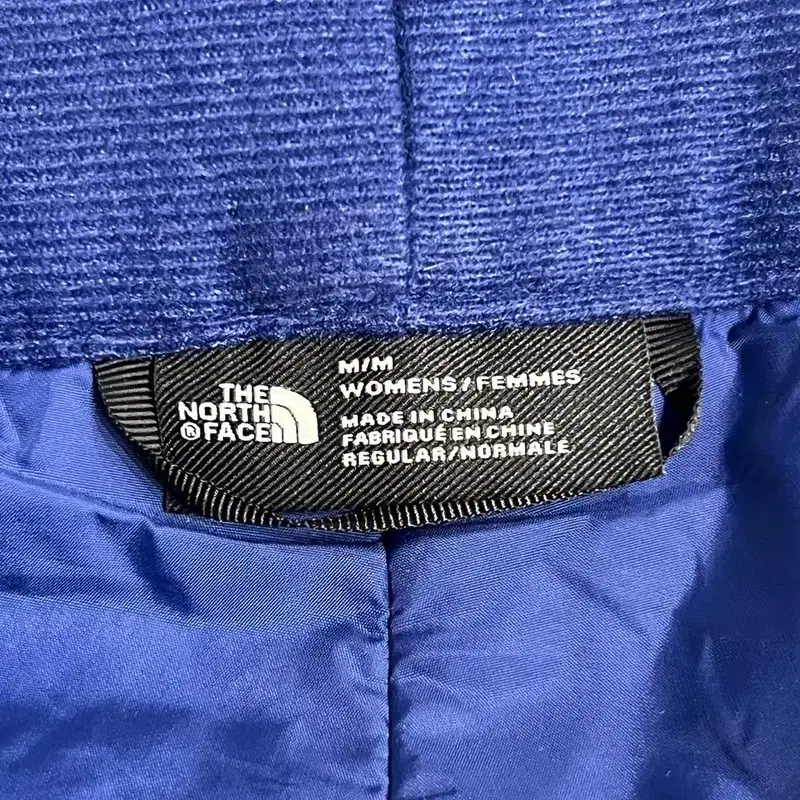 THE
NORTH
FACE
M/M
WOMENS/FEMMES
MADE IN CHINA
FABRIQUÉ EN CHINE
REGULAR/NORMALE